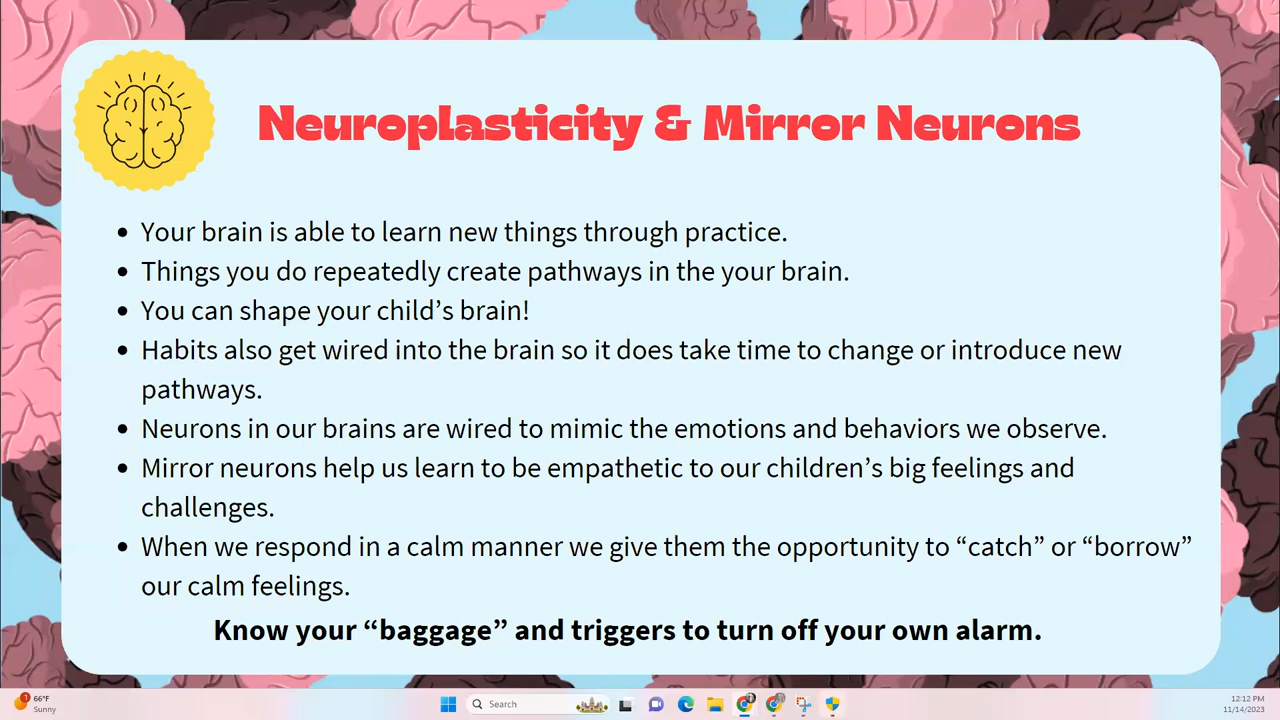 Neuroplasticity & Mirror Neurons
• Your brain is able to learn new things through practice.
• Things you do repeatedly create pathways in the your brain.
• You can shape your child’s brain!
• Habits also get wired into the brain so it does take time to change or introduce new
pathways.
• Neurons in our brains are wired to mimic the emotions and behaviors we observe.
• Mirror neurons help us learn to be empathetic to our children’s big feelings and
challenges.
• When we respond in a calm manner we give them the opportunity to “catch” or “borrow”
our calm feelings.
Know your “baggage” and triggers to turn off your own alarm.
1
66°F
Sunny
Search
12:12 PM
11/14/2023